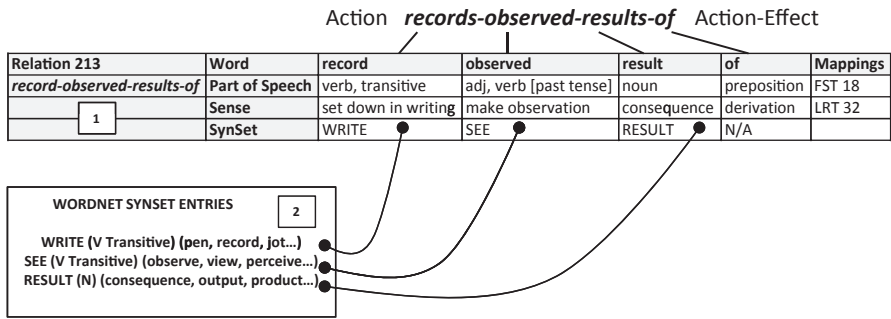 Action records-observed-results-of Action-Effect
Relation 213 Word record observed result of Mappings
record-observed-results-of Part of Speech verb, transitive adj, verb [past tense] noun preposition FST 18
1 Sense set down in writing make observation consequence derivation LRT 32
SynSet WRITE SEE RESULT N/A
WORDNET SYNSET ENTRIES 2
WRITE (V Transitive) (pen, record, jot...)
SEE (V Transitive) (observe, view, perceive...)
RESULT (N) (consequence, output, product...)